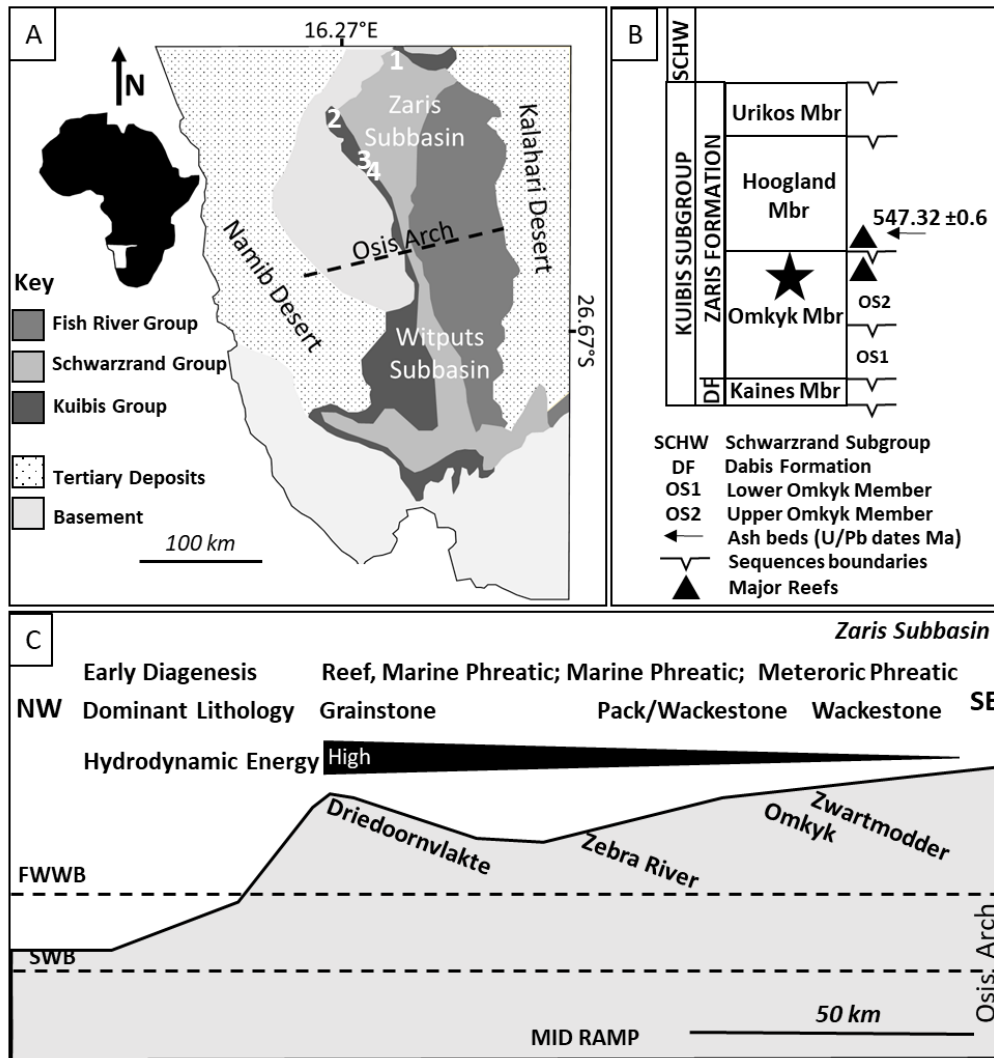 A
16.27°E
N
1
2
Zaris
Subbasin
3
4
Kalahari Desert
Osis Arch
Namib Desert
Witputs
Subbasin
26.67°S
Key
Fish River Group
Schwarzrand Group
Kuibis Group
Tertiary Deposits
Basement
100 km
B
SCHW
KUIBIS SUBGROUP
ZARIS FORMATION
DF
Urikos Mbr
Hoogland
Mbr
Omkyk Mbr
Kaines Mbr
547.32 ±0.6
OS2
OS1
SCHW Schwarzrand Subgroup
DF Dabis Formation
OS1 Lower Omkyk Member
OS2 Upper Omkyk Member
Ash beds (U/Pb dates Ma)
Sequences boundaries
Major Reefs
C
Zaris Subbasin
Early Diagenesis Reef, Marine Phreatic; Marine Phreatic; Meteroric Phreatic
NW Dominant Lithology Grainstone Pack/Wackestone Wackestone SE
Hydrodynamic Energy High
Driedoornvlakte
Zebra River
Omkyk
Zwartmodder
FWWB
SWB
Osis. Arch
50 km
MID RAMP